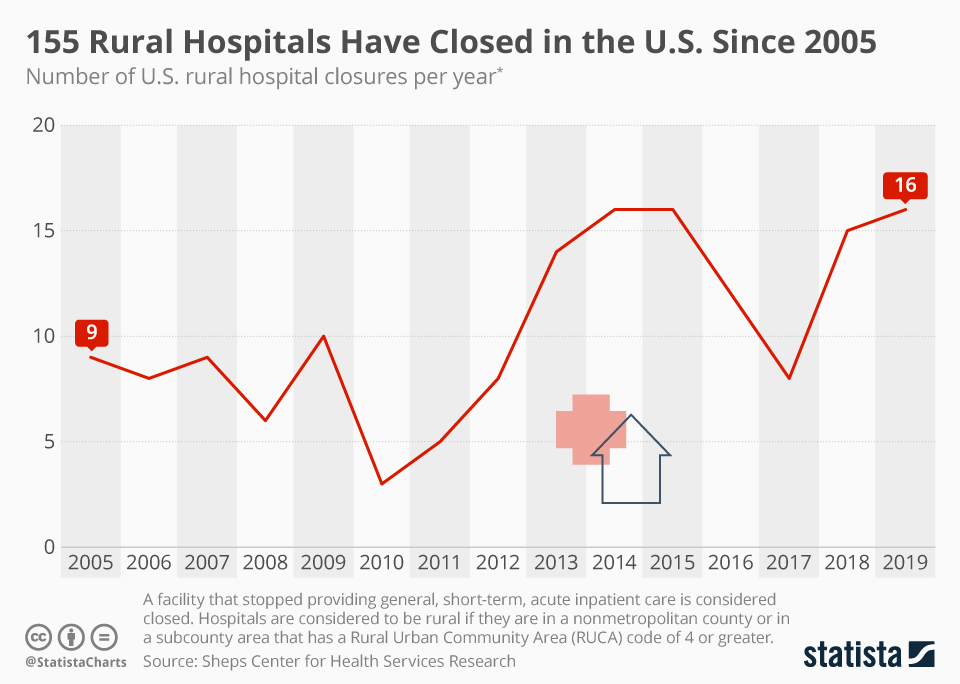 155 Rural Hospitals Have Closed in the U.S. Since 2005
Number of U.S. rural hospital closures per year*
20
15
10
5
0
9
16
2005 2006 2007 2008 2009 2010 2011 2012 2013 2014 2015 2016 2017 2018 2019
A facility that stopped providing general, short-term, acute inpatient care is considered
closed. Hospitals are considered to be rural if they are in a nonmetropolitan county or in
a subcounty area that has a Rural Urban Community Area (RUCA) code of 4 or greater.
Source: Sheps Center for Health Services Research
cc
@StatistaCharts
statista